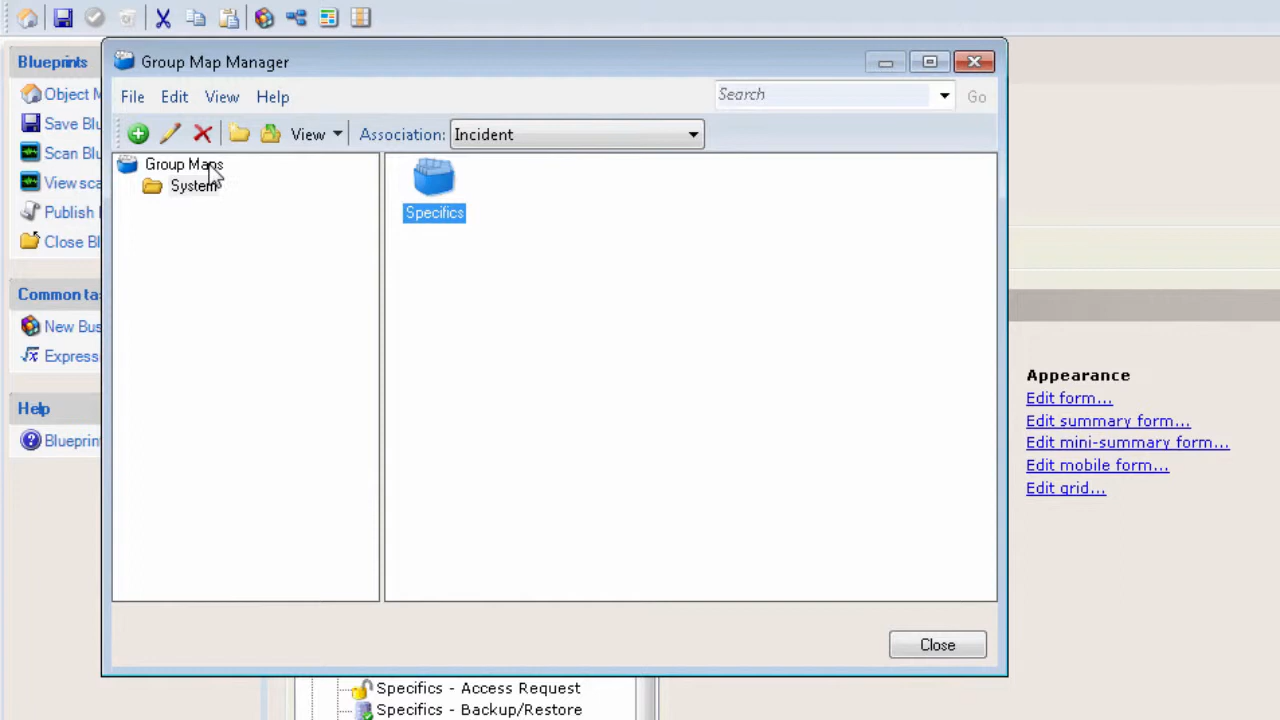 Group Map Manager
Blueprints
Object M
Save Blu
Scan Blu
View sca
Publish
Close Bl
Common ta
New Bus
Express
Help
Blueprin
File Edit View Help
Search
Go
View
Association: Incident
Group Maps
System
Specifics
Close
Appearance
Edit form...
Edit summary form...
Edit mini-summary form...
Edit mobile form...
Edit grid...
Specifics - Access Request
Specifics - Backup/Restore